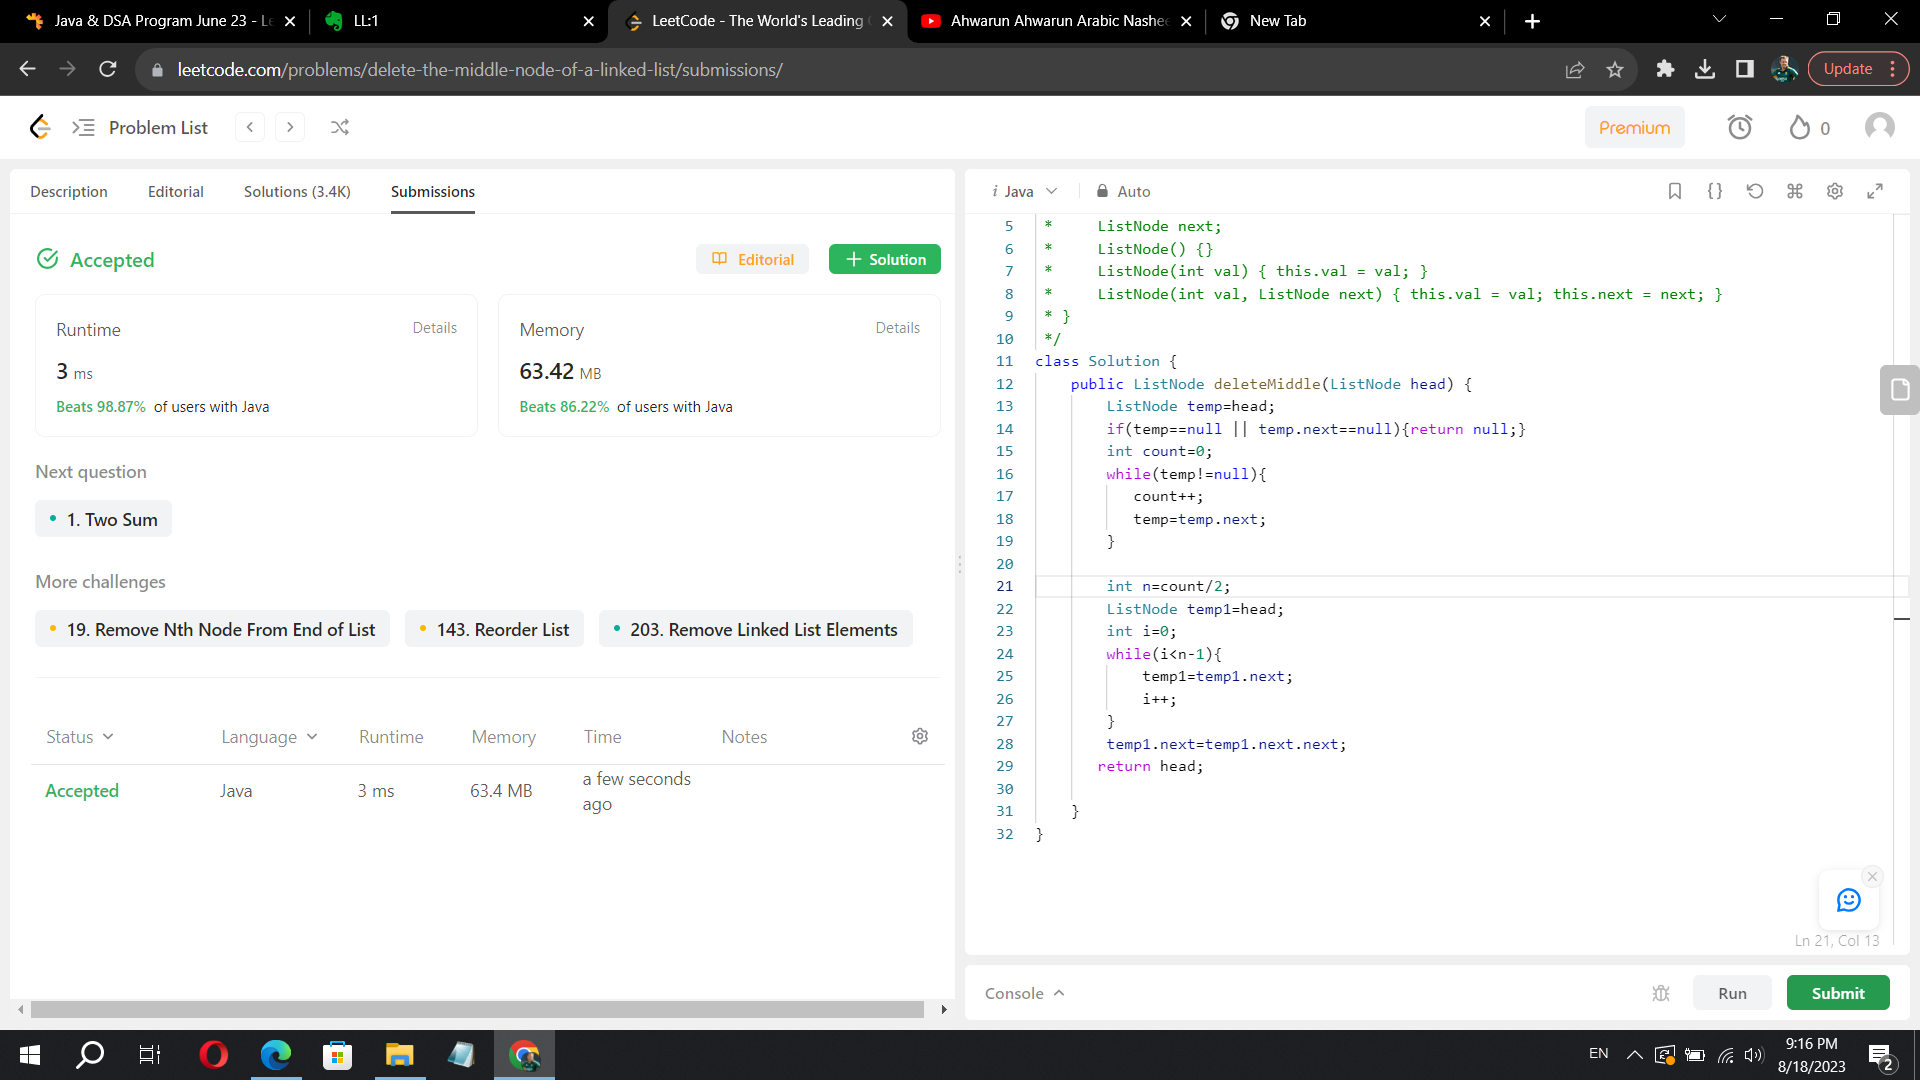 Java & DSA Program June 23 - Le
LL:1
LeetCode - The World's Leading
Ahwarun Ahwarun Arabic Nashee
New Tab
leetcode.com/problems/delete-the-middle-node-of-a-linked-list/submissions/
Update
Problem List
Premium
0
Description
Editorial
Solutions (3.4K)
Submissions
Accepted
Editorial
Solution
Runtime
Details
3 ms
Beats 98.87% of users with Java
Memory
Details
63.42 MB
Beats 86.22% of users with Java
Next question
1. Two Sum
More challenges
19. Remove Nth Node From End of List
143. Reorder List
203. Remove Linked List Elements
Status
Language
Runtime
Memory
Time
Notes
Accepted
Java
3 ms
63.4 MB
a few seconds
ago
i Java
Auto
5 * ListNode next;
6 * ListNode() {}
7 * ListNode(int val) { this.val = val; }
8 * ListNode(int val, ListNode next) { this.val = val; this.next = next; }
9 * }
10 */
11 class Solution {
12 public ListNode deleteMiddle(ListNode head) {
13 ListNode temp=head;
14 if(temp==null || temp.next==null){return null;}
15 int count=0;
16 while(temp!=null){
17 count++;
18 temp=temp.next;
19 }
20
21 int n=count/2;
22 ListNode temp1=head;
23 int i=0;
24 while(i<n-1){
25 temp1=temp1.next;
26 i++;
27 }
28 temp1.next=temp1.next.next;
29 return head;
30
31 }
32 }
Ln 21, Col 13
Console
Run
Submit
EN
9:16 PM
8/18/2023
2